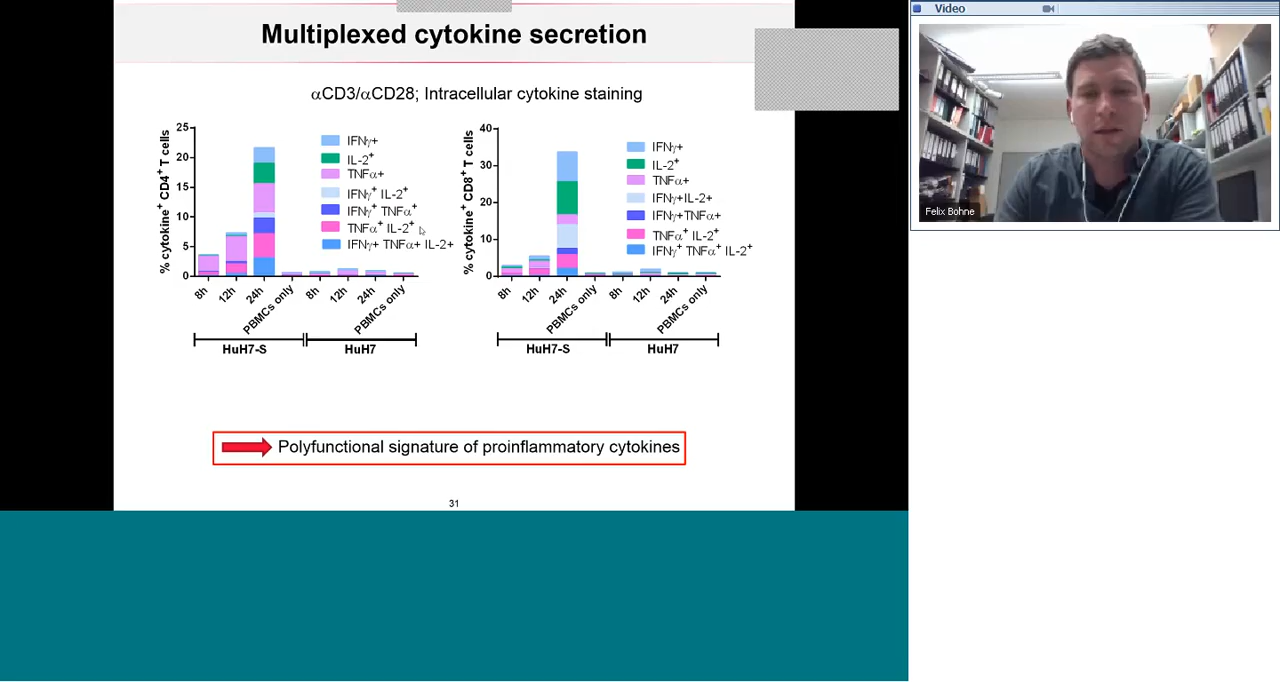 Multiplexed cytokine secretion
αCD3/αCD28; Intracellular cytokine staining
% cytokine⁺ CD4⁺ T cells
25
20
15
10
5
0
IFNγ+
IL-2⁺
TNFα+
IFNγ⁺ IL-2⁺
IFNγ⁺ TNFα⁺
TNFα⁺ IL-2⁺
IFNγ+ TNFα+ IL-2+
8h
12h
24h
PBMCs only
8h
12h
24h
PBMCs only
HuH7-S
HuH7
% cytokine⁺ CD8⁺ T cells
40
30
20
10
0
IFNγ+
IL-2⁺
TNFα+
IFNγ+IL-2+
IFNγ+TNFα+
TNFα⁺ IL-2⁺
IFNγ⁺ TNFα⁺ IL-2⁺
8h
12h
24h
PBMCs only
8h
12h
24h
PBMCs only
HuH7-S
HuH7
Polyfunctional signature of proinflammatory cytokines
31
Video
Felix Bohne